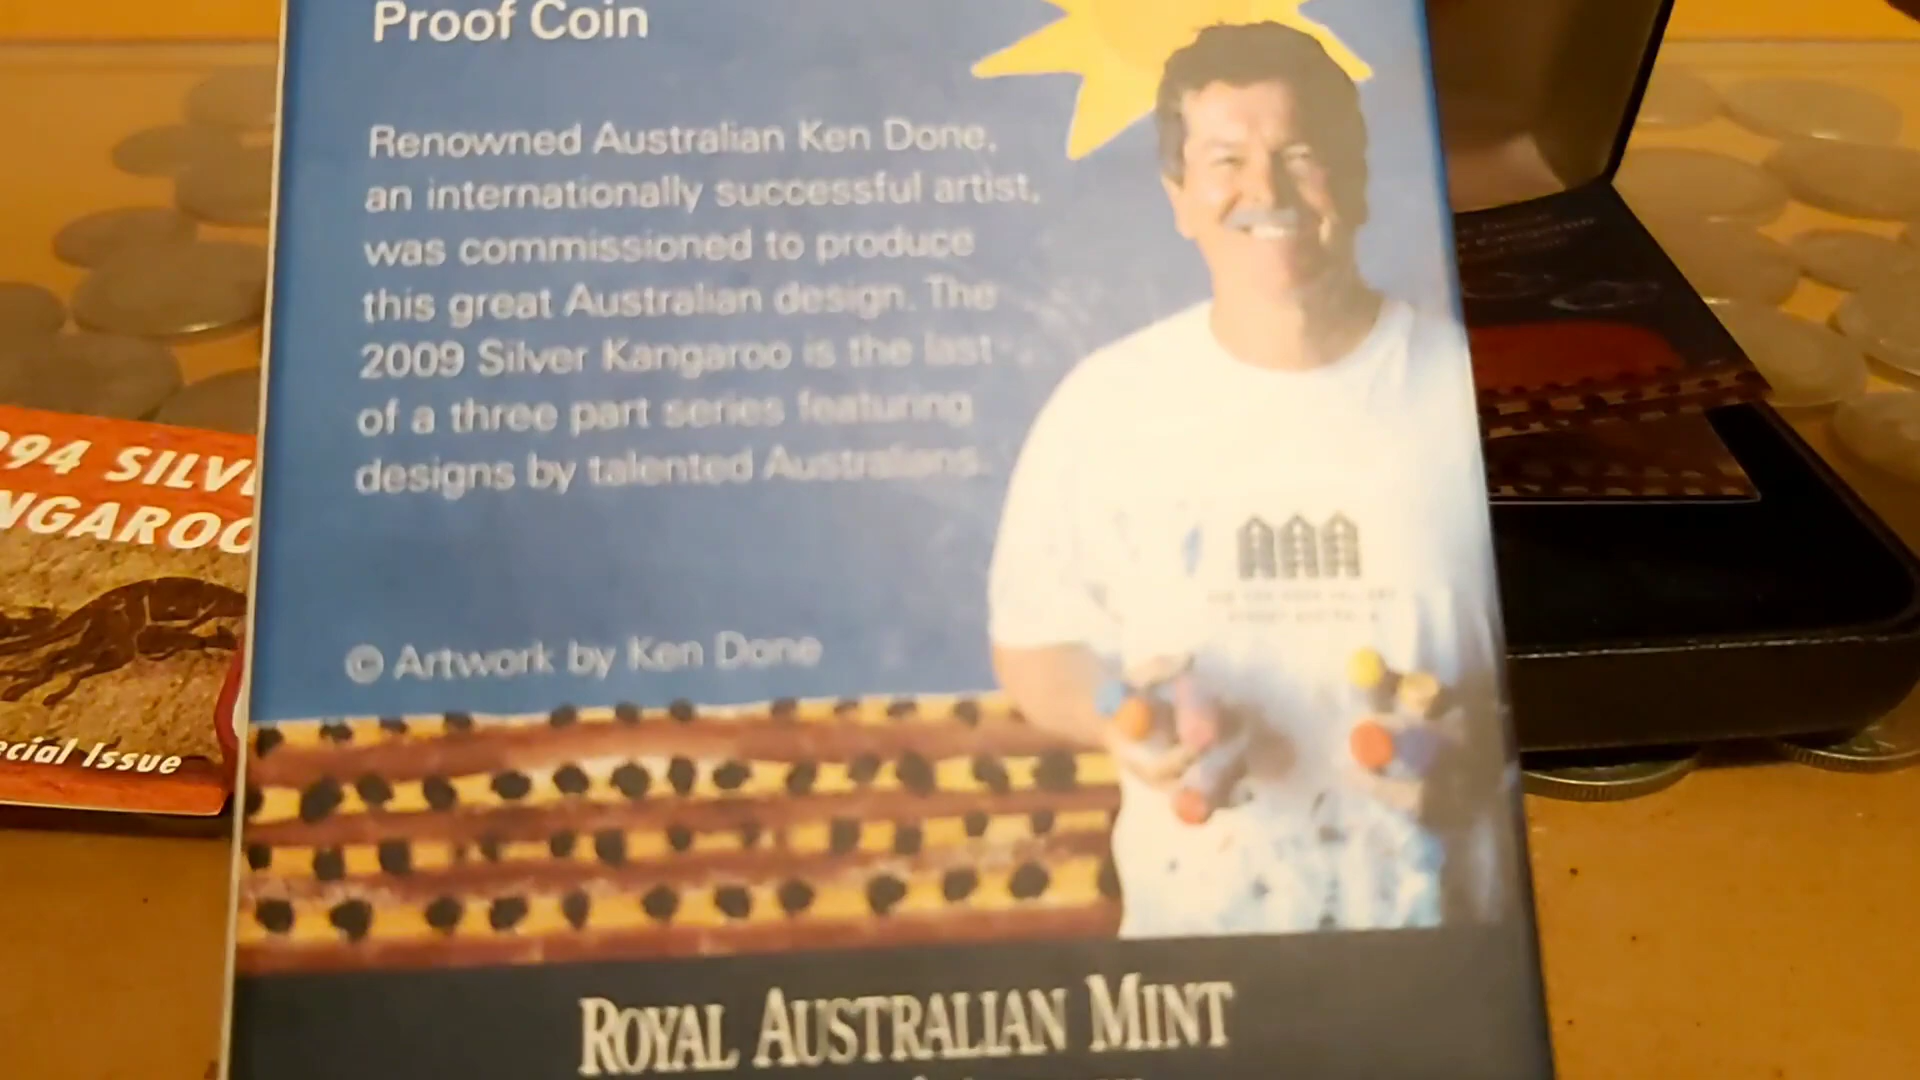 Proof Coin
Renowned Australian Ken Done,
an internationally successful artist,
was commissioned to produce
this great Australian design. The
2009 Silver Kangaroo is the last
of a three part series featuring
designs by talented Australians.
© Artwork by Ken Done
ROYAL AUSTRALIAN MINT
94 SILV
NGAROO
ecial Issue